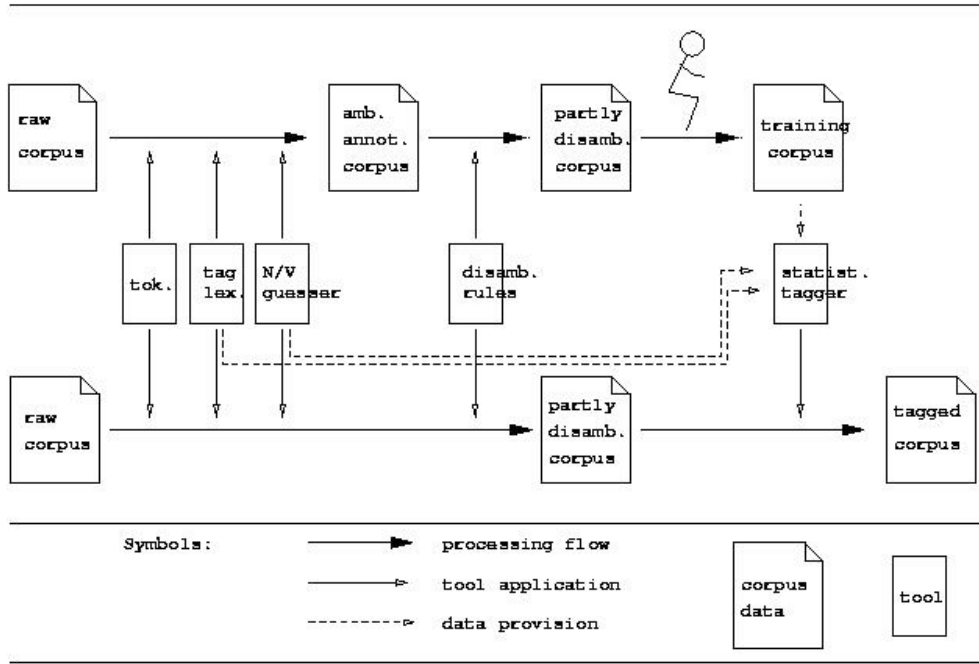 raw
corpus
amb.
annot.
corpus
partly
disamb.
corpus
training
corpus
tok.
tag
lex.
N/V
guesser
disamb.
rules
statist.
tagger
raw
corpus
partly
disamb.
corpus
tagged
corpus
Symbols:
processing flow
tool application
data provision
corpus
data
tool